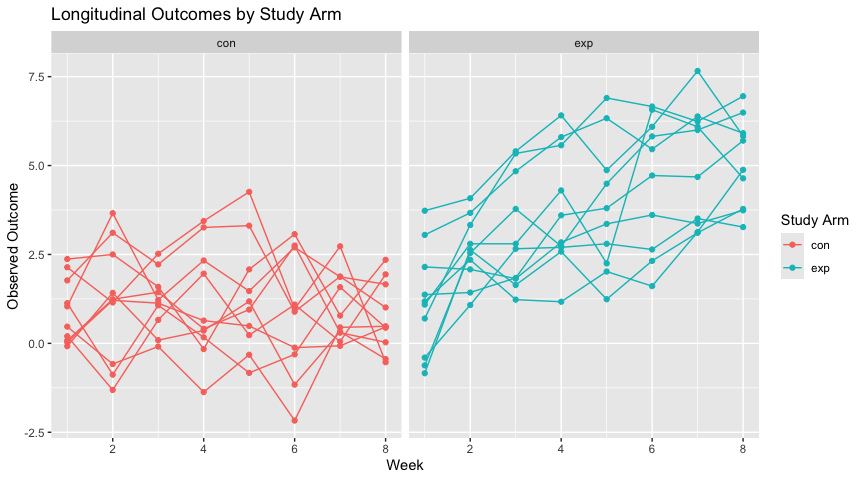 Longitudinal Outcomes by Study Arm
con
exp
7.5
5.0
2.5
0.0
-2.5
Observed Outcome
2 4 6 8
2 4 6 8
Week
Study Arm
con
exp